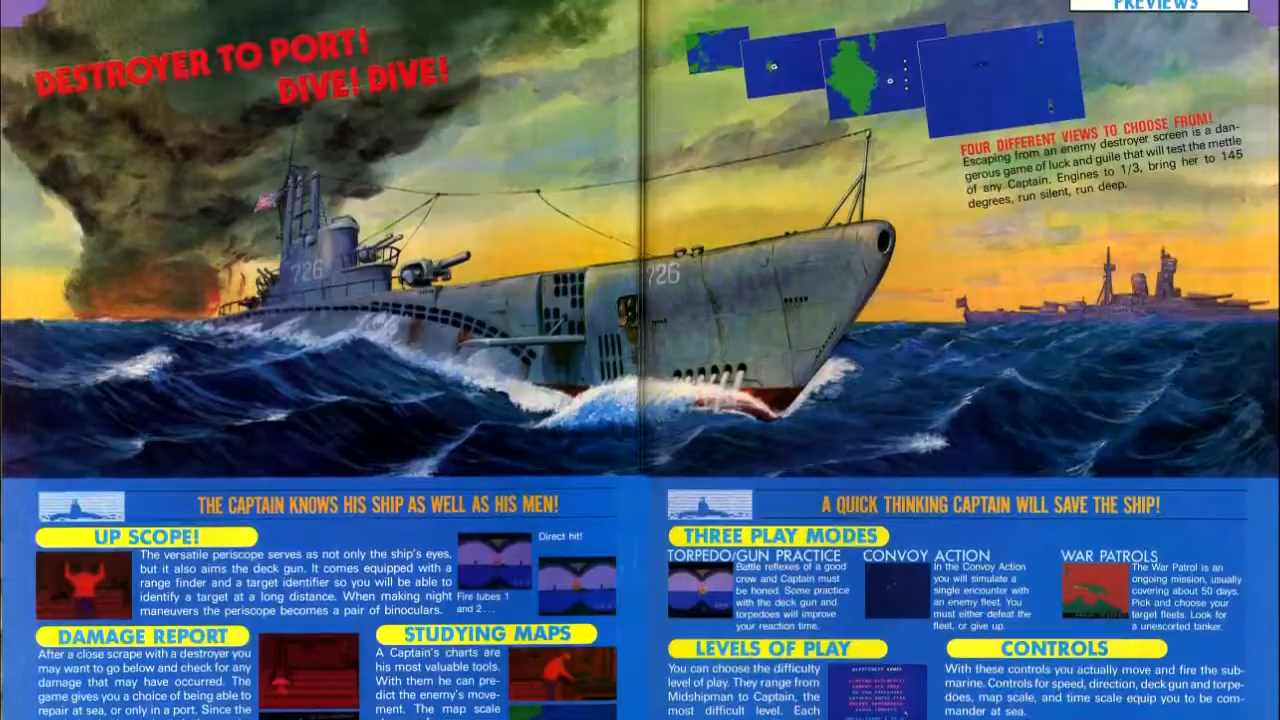 PREVIEWS
DESTROYER TO PORT!
DIVE! DIVE!
FOUR DIFFERENT VIEWS TO CHOOSE FROM!
Escaping from an enemy destroyer screen is a dan-
gerous game of luck and guile that will test the mettle
of any Captain. Engines to 1/3, bring her to 145
degrees, run silent, run deep.
726
726
THE CAPTAIN KNOWS HIS SHIP AS WELL AS HIS MEN!
UP SCOPE!
The versatile periscope serves as not only the ship's eyes,
but it also aims the deck gun. It comes equipped with a
range finder and a target identifier so you will be able to
identify a target at a long distance. When making night
maneuvers the periscope becomes a pair of binoculars.
Direct hit!
Fire tubes 1
and 2...
DAMAGE REPORT
After a close scrape with a destroyer you
may want to go below and check for any
damage that may have occurred. The
game gives you a choice of being able to
repair at sea, or only in port. Since the
STUDYING MAPS
A Captain's charts are
his most valuable tools.
With them he can pre-
dict the enemy's move-
ment. The map scale
A QUICK THINKING CAPTAIN WILL SAVE THE SHIP!
THREE PLAY MODES
TORPEDO/GUN PRACTICE
Battle reflexes of a good
crew and Captain must
be honed. Some practice
with the deck gun and
torpedoes will improve
your reaction time.
CONVOY ACTION
In the Convoy Action
you will simulate a
single encounter with
an enemy fleet. You
must either defeat the
fleet, or give up.
WAR PATROLS
The War Patrol is an
ongoing mission, usually
covering about 50 days.
Pick and choose your
target fleets. Look for
a unescorted tanker.
LEVELS OF PLAY
You can choose the difficulty
level of play. They range from
Midshipman to Captain, the
most difficult level. Each
CONTROLS
With these controls you actually move and fire the sub-
marine. Controls for speed, direction, deck gun and torpe-
does, map scale, and time scale equip you to be com-
mander at sea.